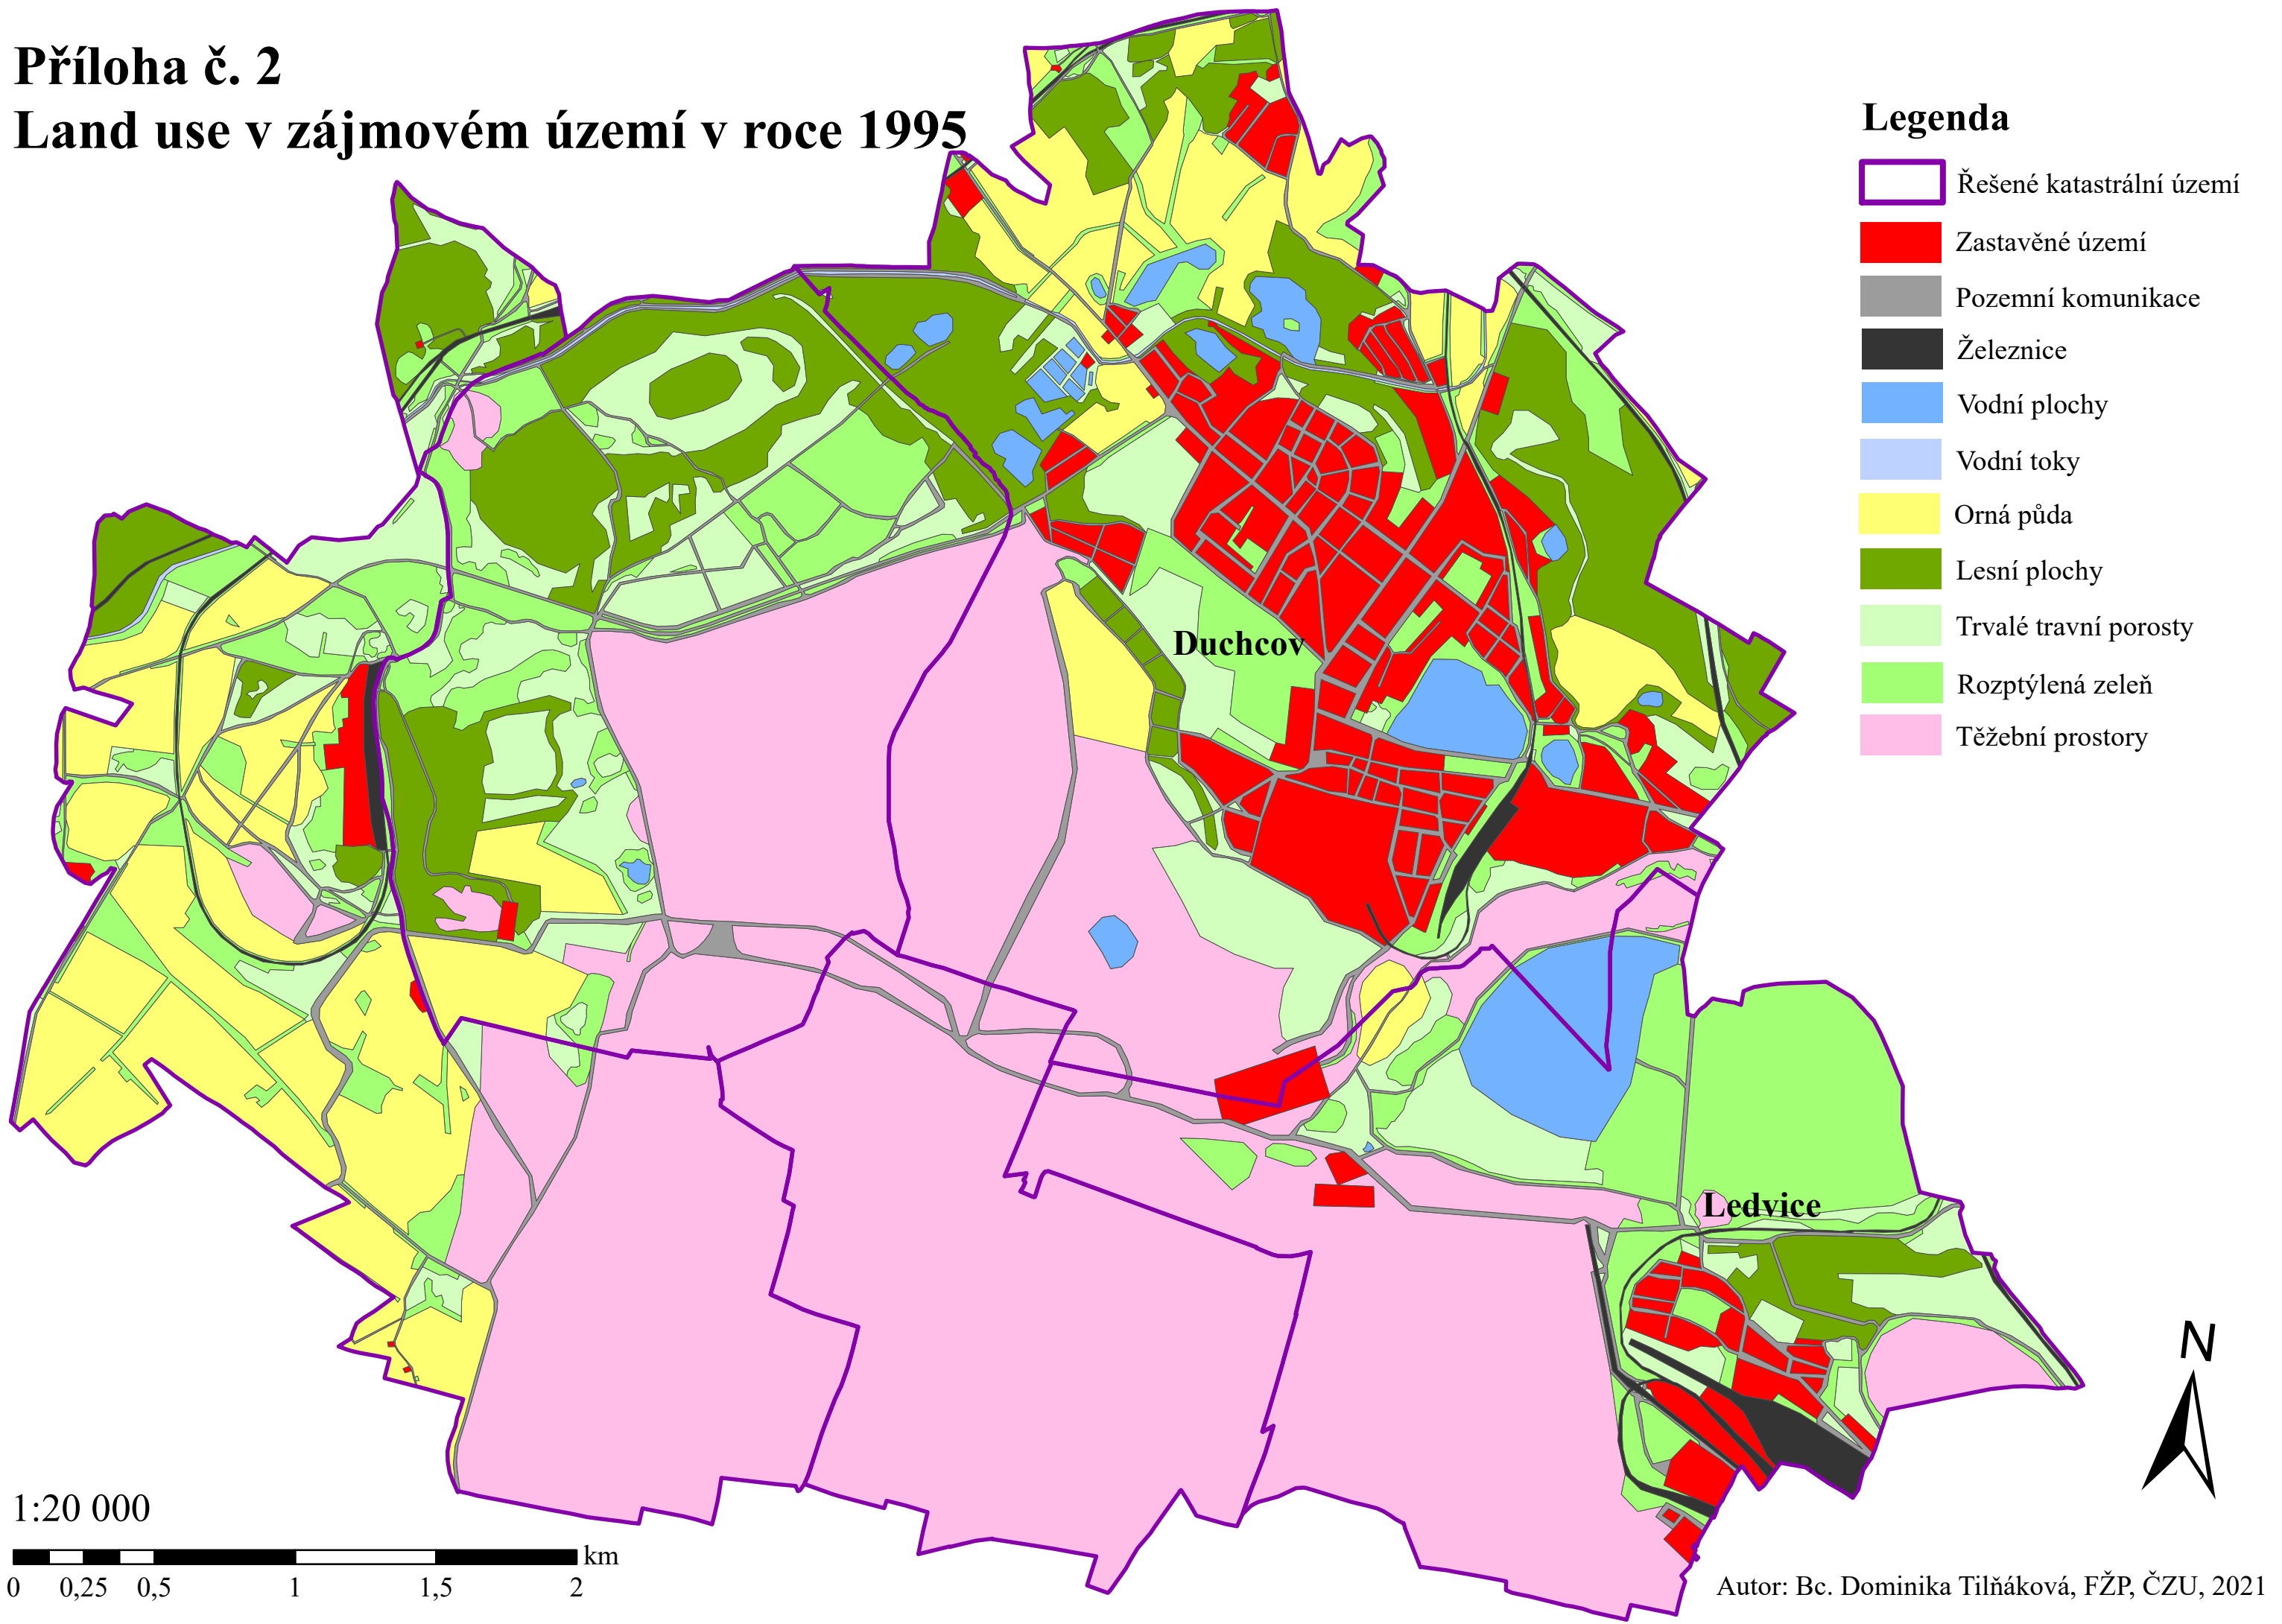 Příloha č. 2
Land use v zájmovém území v roce 1995
Legenda
Řešené katastrální území
Zastavěné území
Pozemní komunikace
Železnice
Vodní plochy
Vodní toky
Orná půda
Lesní plochy
Trvalé travní porosty
Rozptýlená zeleň
Těžební prostory
Duchcov
Ledvice
N
1:20 000
km
0 0,25 0,5 1 1,5 2
Autor: Bc. Dominika Tilňáková, FŽP, ČZU, 2021